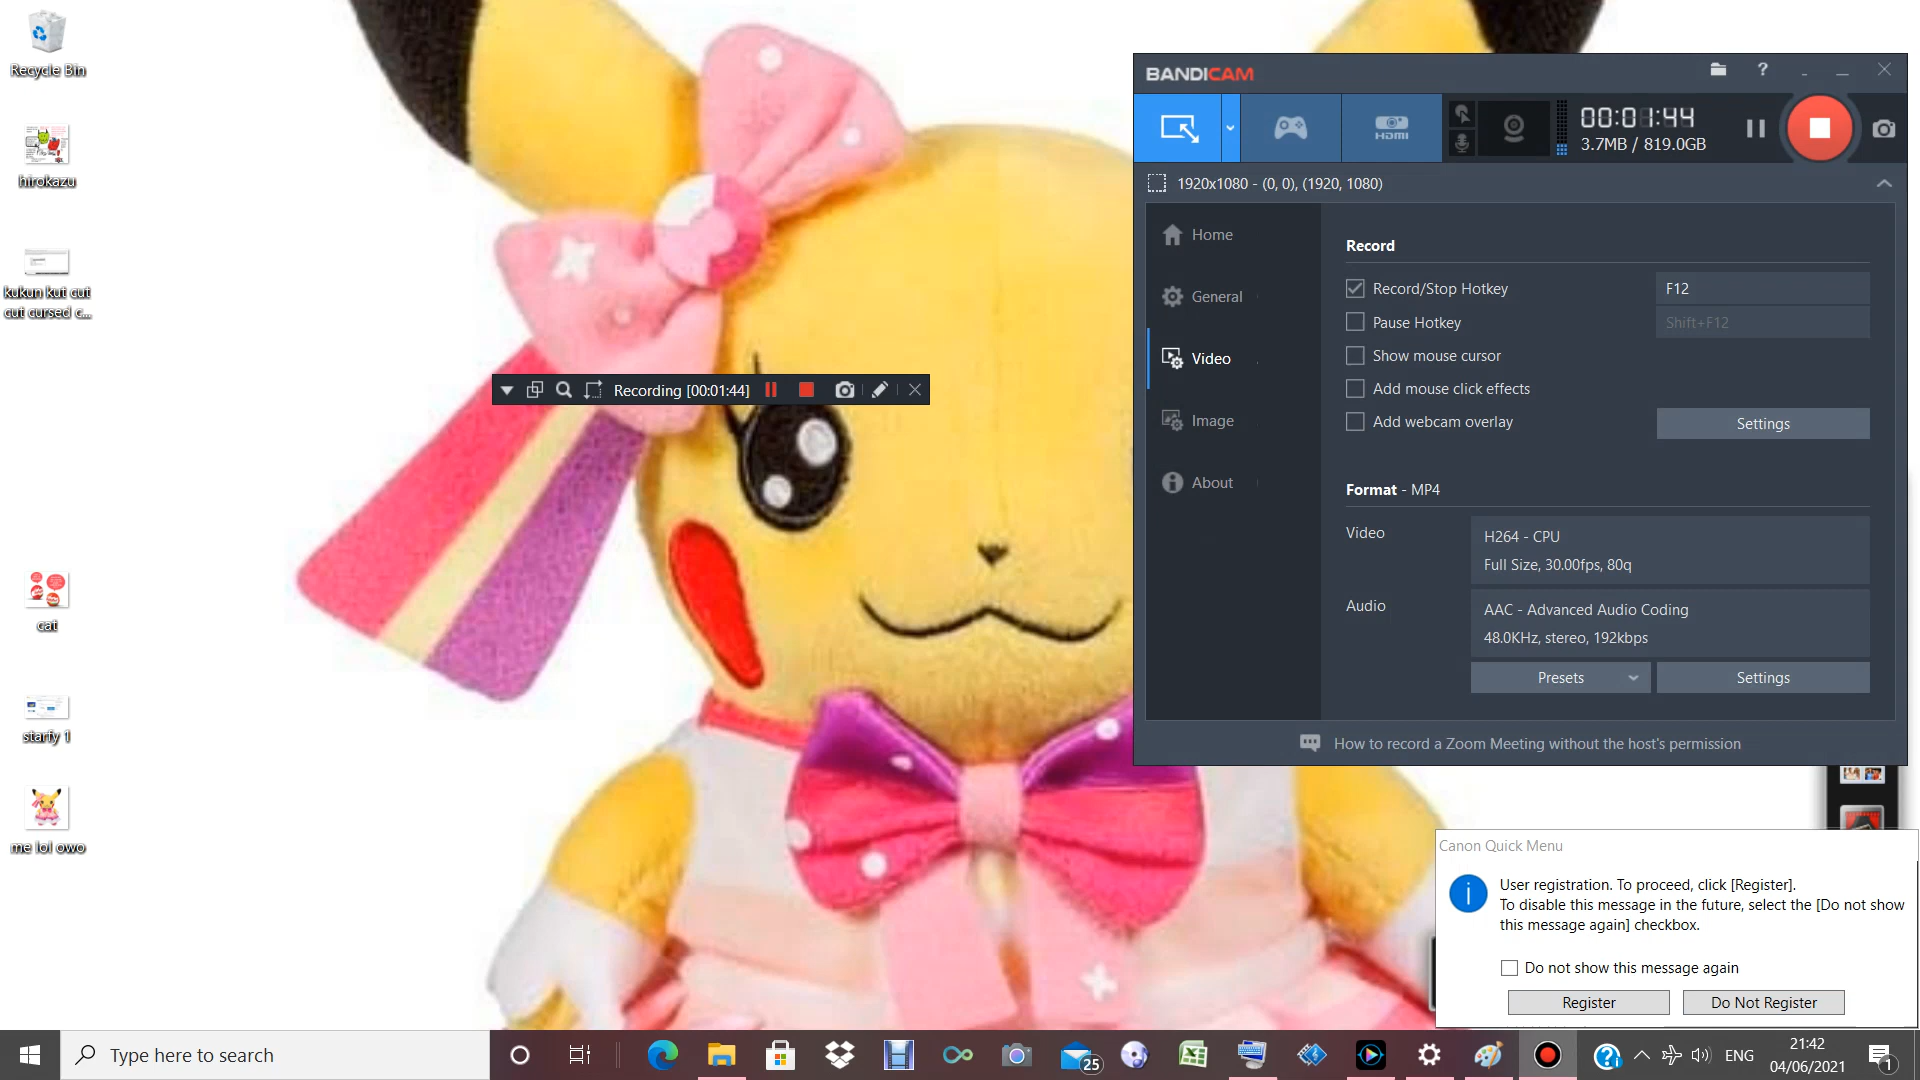 Recycle Bin
hirokazu
kukun kut cut
cut cursed c...
cat
starfy 1
me lol owo
Recording [00:01:44]
BANDICAM
?
HDMI
00:01:44
3.7MB / 819.0GB
1920x1080 - (0, 0), (1920, 1080)
Home
General
Video
Image
About
Record
Record/Stop Hotkey
F12
Pause Hotkey
Shift+F12
Show mouse cursor
Add mouse click effects
Add webcam overlay
Settings
Format - MP4
Video
H264 - CPU
Full Size, 30.00fps, 80q
Audio
AAC - Advanced Audio Coding
48.0KHz, stereo, 192kbps
Presets
Settings
How to record a Zoom Meeting without the host's permission
Canon Quick Menu
User registration. To proceed, click [Register].
To disable this message in the future, select the [Do not show
this message again] checkbox.
Do not show this message again
Register
Do Not Register
Type here to search
25
ENG
21:42
04/06/2021
1